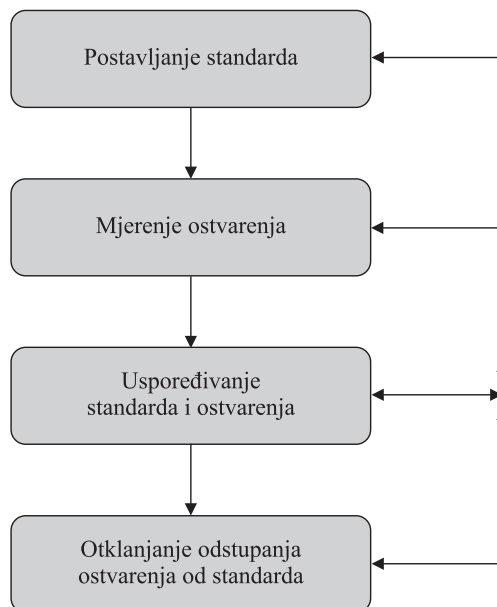 Postavljanje standarda
Mjerenje ostvarenja
Uspoređivanje
standarda i ostvarenja
Otklanjanje odstupanja
ostvarenja od standarda